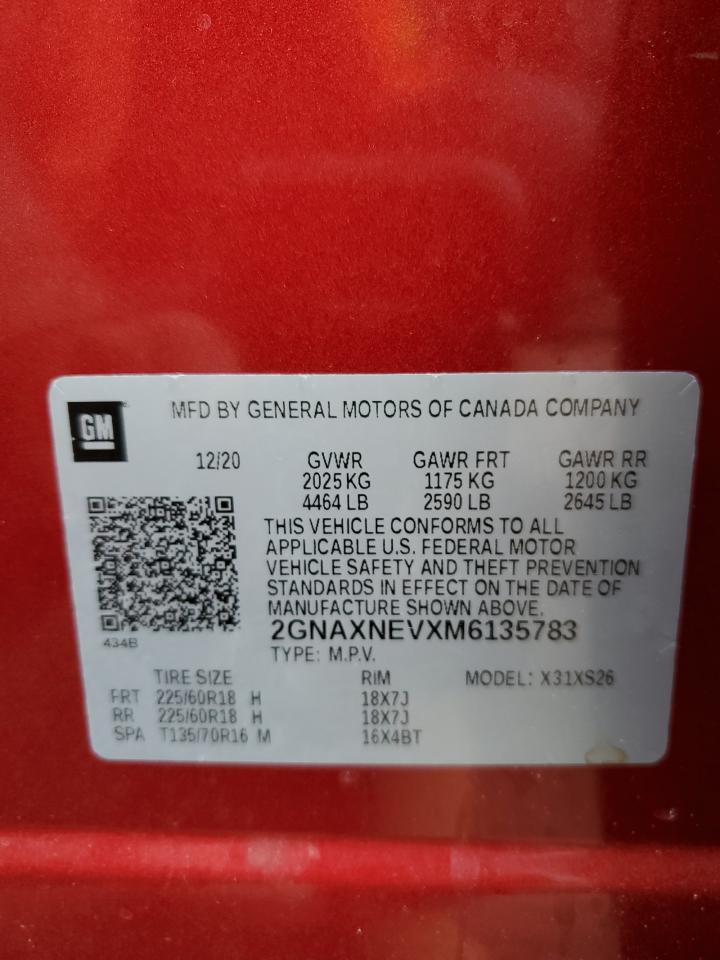 GM
MFD BY GENERAL MOTORS OF CANADA COMPANY
12/20 GVWR GAWR FRT GAWR RR
2025 KG 1175 KG 1200 KG
4464 LB 2590 LB 2645 LB
THIS VEHICLE CONFORMS TO ALL
APPLICABLE U.S. FEDERAL MOTOR
VEHICLE SAFETY AND THEFT PREVENTION
STANDARDS IN EFFECT ON THE DATE OF
MANUFACTURE SHOWN ABOVE.
2GNAXNEVXM6135783
434B
TYPE: M.P.V.
TIRE SIZE RIM MODEL: X31XS26
FRT 225/60R18 H 18X7J
RR 225/60R18 H 18X7J
SPA T135/70R16 M 16X4BT